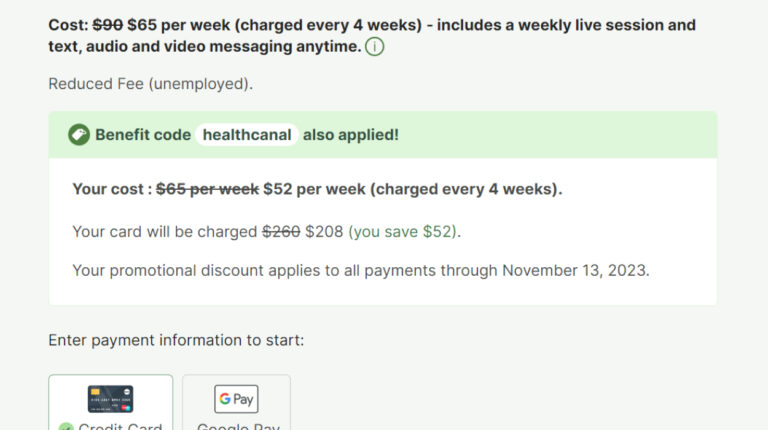 Cost: $90 $65 per week (charged every 4 weeks) - includes a weekly live session and
text, audio and video messaging anytime. i
Reduced Fee (unemployed).
Benefit code healthcanal also applied!
Your cost : $65 per week $52 per week (charged every 4 weeks).
Your card will be charged $260 $208 (you save $52).
Your promotional discount applies to all payments through November 13, 2023.
Enter payment information to start:
G Pay
Credit Card Google Pay